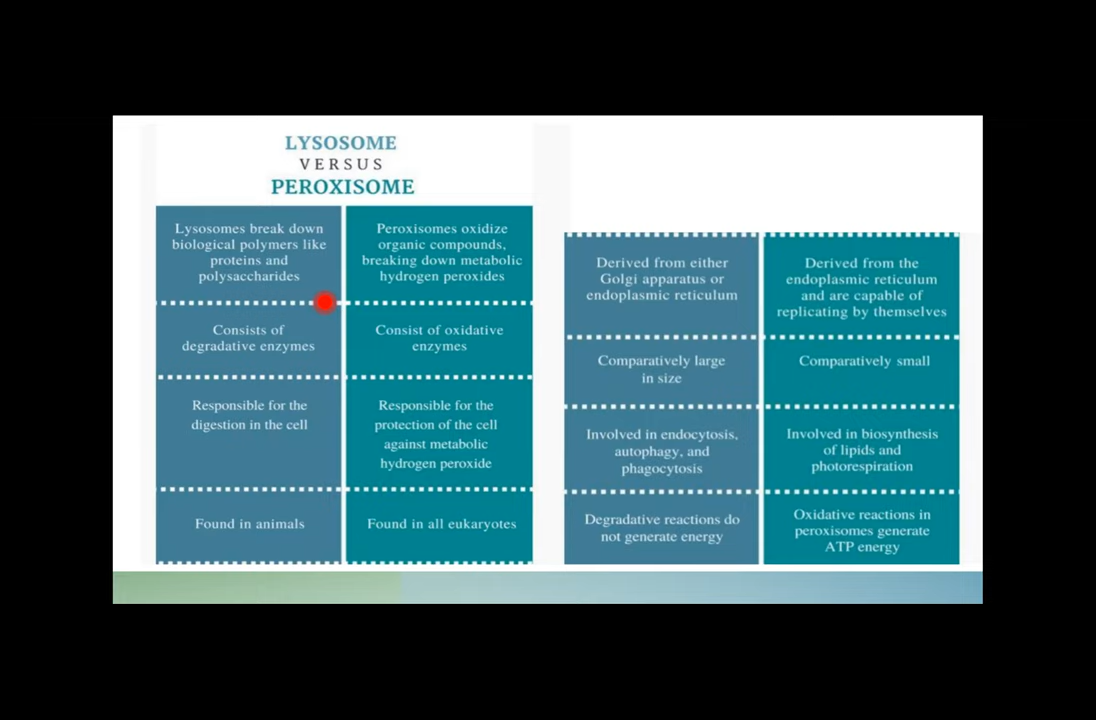 LYSOSOME
VERSUS
PEROXISOME
Lysosomes break down
biological polymers like
proteins and
polysaccharides
Peroxisomes oxidize
organic compounds,
breaking down metabolic
hydrogen peroxides
Consists of
degradative enzymes
Consist of oxidative
enzymes
Responsible for the
digestion in the cell
Responsible for the
protection of the cell
against metabolic
hydrogen peroxide
Found in animals
Found in all eukaryotes
Derived from either
Golgi apparatus or
endoplasmic reticulum
Derived from the
endoplasmic reticulum
and are capable of
replicating by themselves
Comparatively large
in size
Comparatively small
Involved in endocytosis,
autophagy, and
phagocytosis
Involved in biosynthesis
of lipids and
photorespiration
Degradative reactions do
not generate energy
Oxidative reactions in
peroxisomes generate
ATP energy